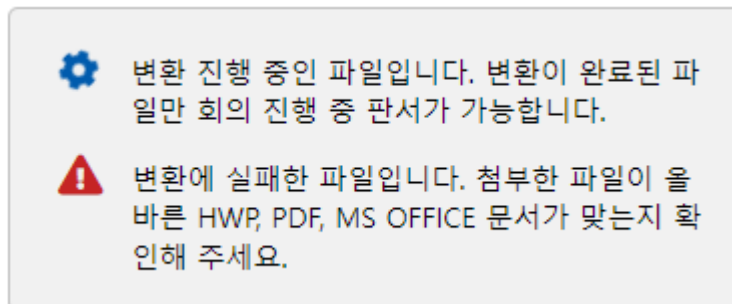 변환 진행 중인 파일입니다. 변환이 완료된 파
일만 회의 진행 중 판서가 가능합니다.
변환에 실패한 파일입니다. 첨부한 파일이 올
바른 HWP, PDF, MS OFFICE 문서가 맞는지 확
인해 주세요.